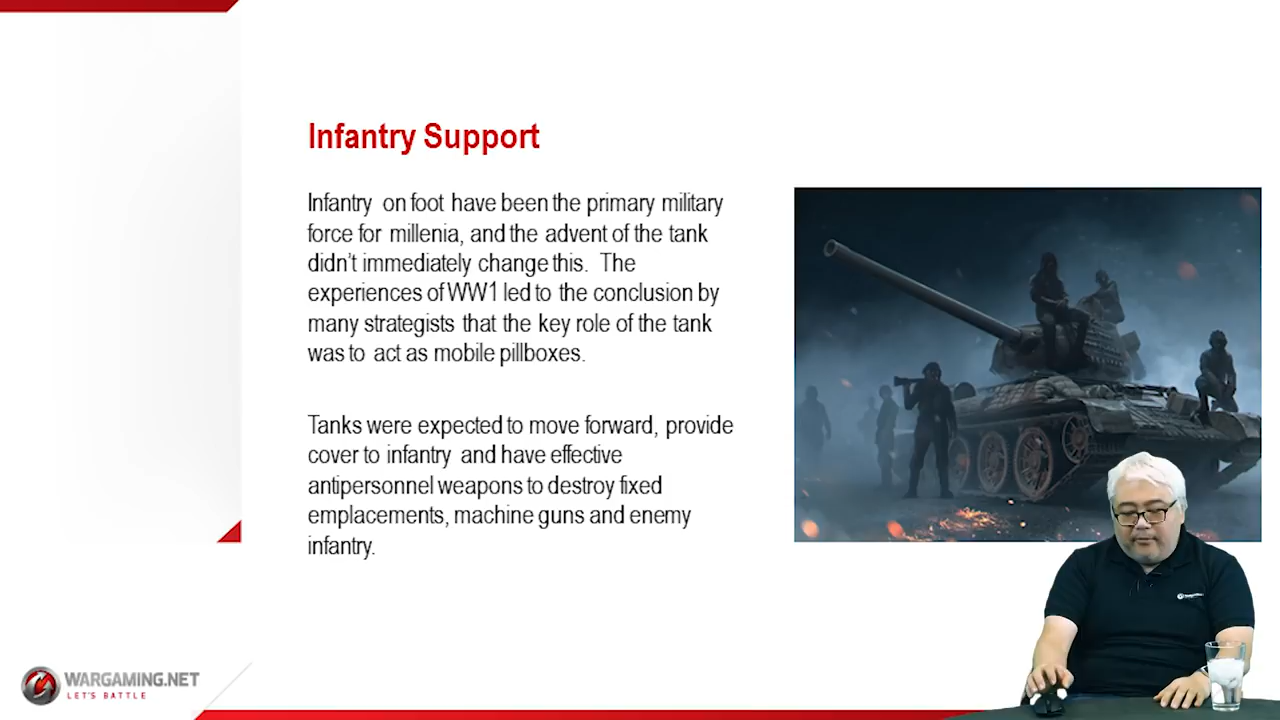 Infantry Support
Infantry on foot have been the primary military
force for millenia, and the advent of the tank
didn't immediately change this. The
experiences of WW1 led to the conclusion by
many strategists that the key role of the tank
was to act as mobile pillboxes.
Tanks were expected to move forward, provide
cover to infantry and have effective
antipersonnel weapons to destroy fixed
emplacements, machine guns and enemy
infantry.
WARGAMING.NET
LET'S BATTLE